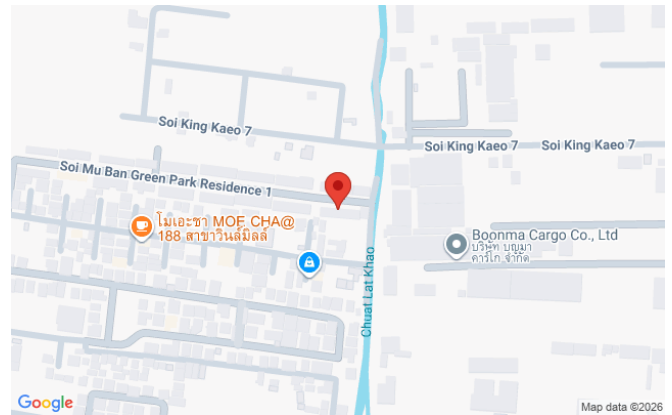 Soi King Kaeo 7
Soi King Kaeo 7
Soi King Kaeo 7
Soi Mu Ban Green Park Residence 1
โมเอะชา MOE CHA@
188 สาขาวินส์มิลล์
Boonma Cargo Co., Ltd
บริษัท บุญมา
คาร์โก จำกัด
Chuat Lat Khao
Google
Map data ©2026